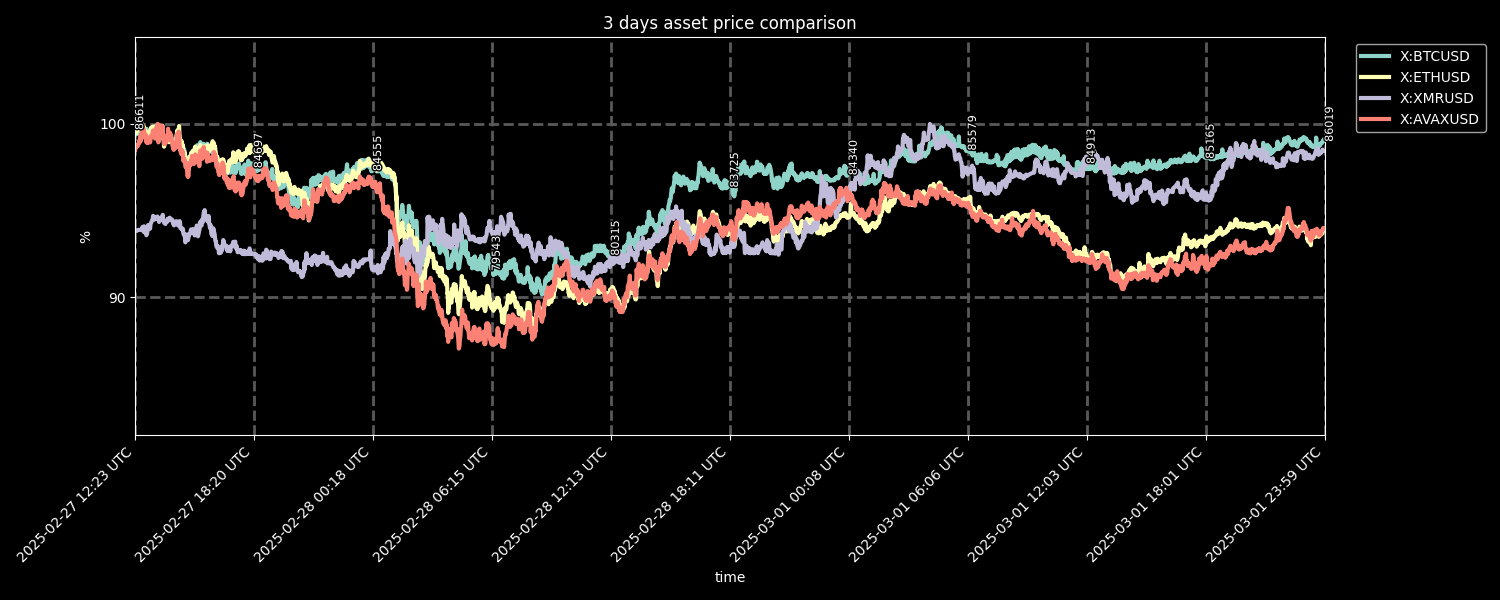 3 days asset price comparison
X:BTCUSD
X:ETHUSD
X:XMRUSD
X:AVAXUSD
%
100
90
86611
84697
84555
79543
80315
83725
84340
85579
84913
85165
86019
2025-02-27 12:23 UTC
2025-02-27 18:20 UTC
2025-02-28 00:18 UTC
2025-02-28 06:15 UTC
2025-02-28 12:13 UTC
2025-02-28 18:11 UTC
2025-03-01 00:08 UTC
2025-03-01 06:06 UTC
2025-03-01 12:03 UTC
2025-03-01 18:01 UTC
2025-03-01 23:59 UTC
time